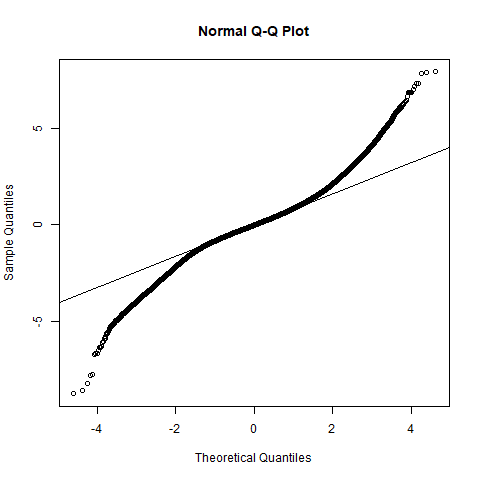 Normal Q-Q Plot
Sample Quantiles
5
0
-5
-4 -2 0 2 4
Theoretical Quantiles